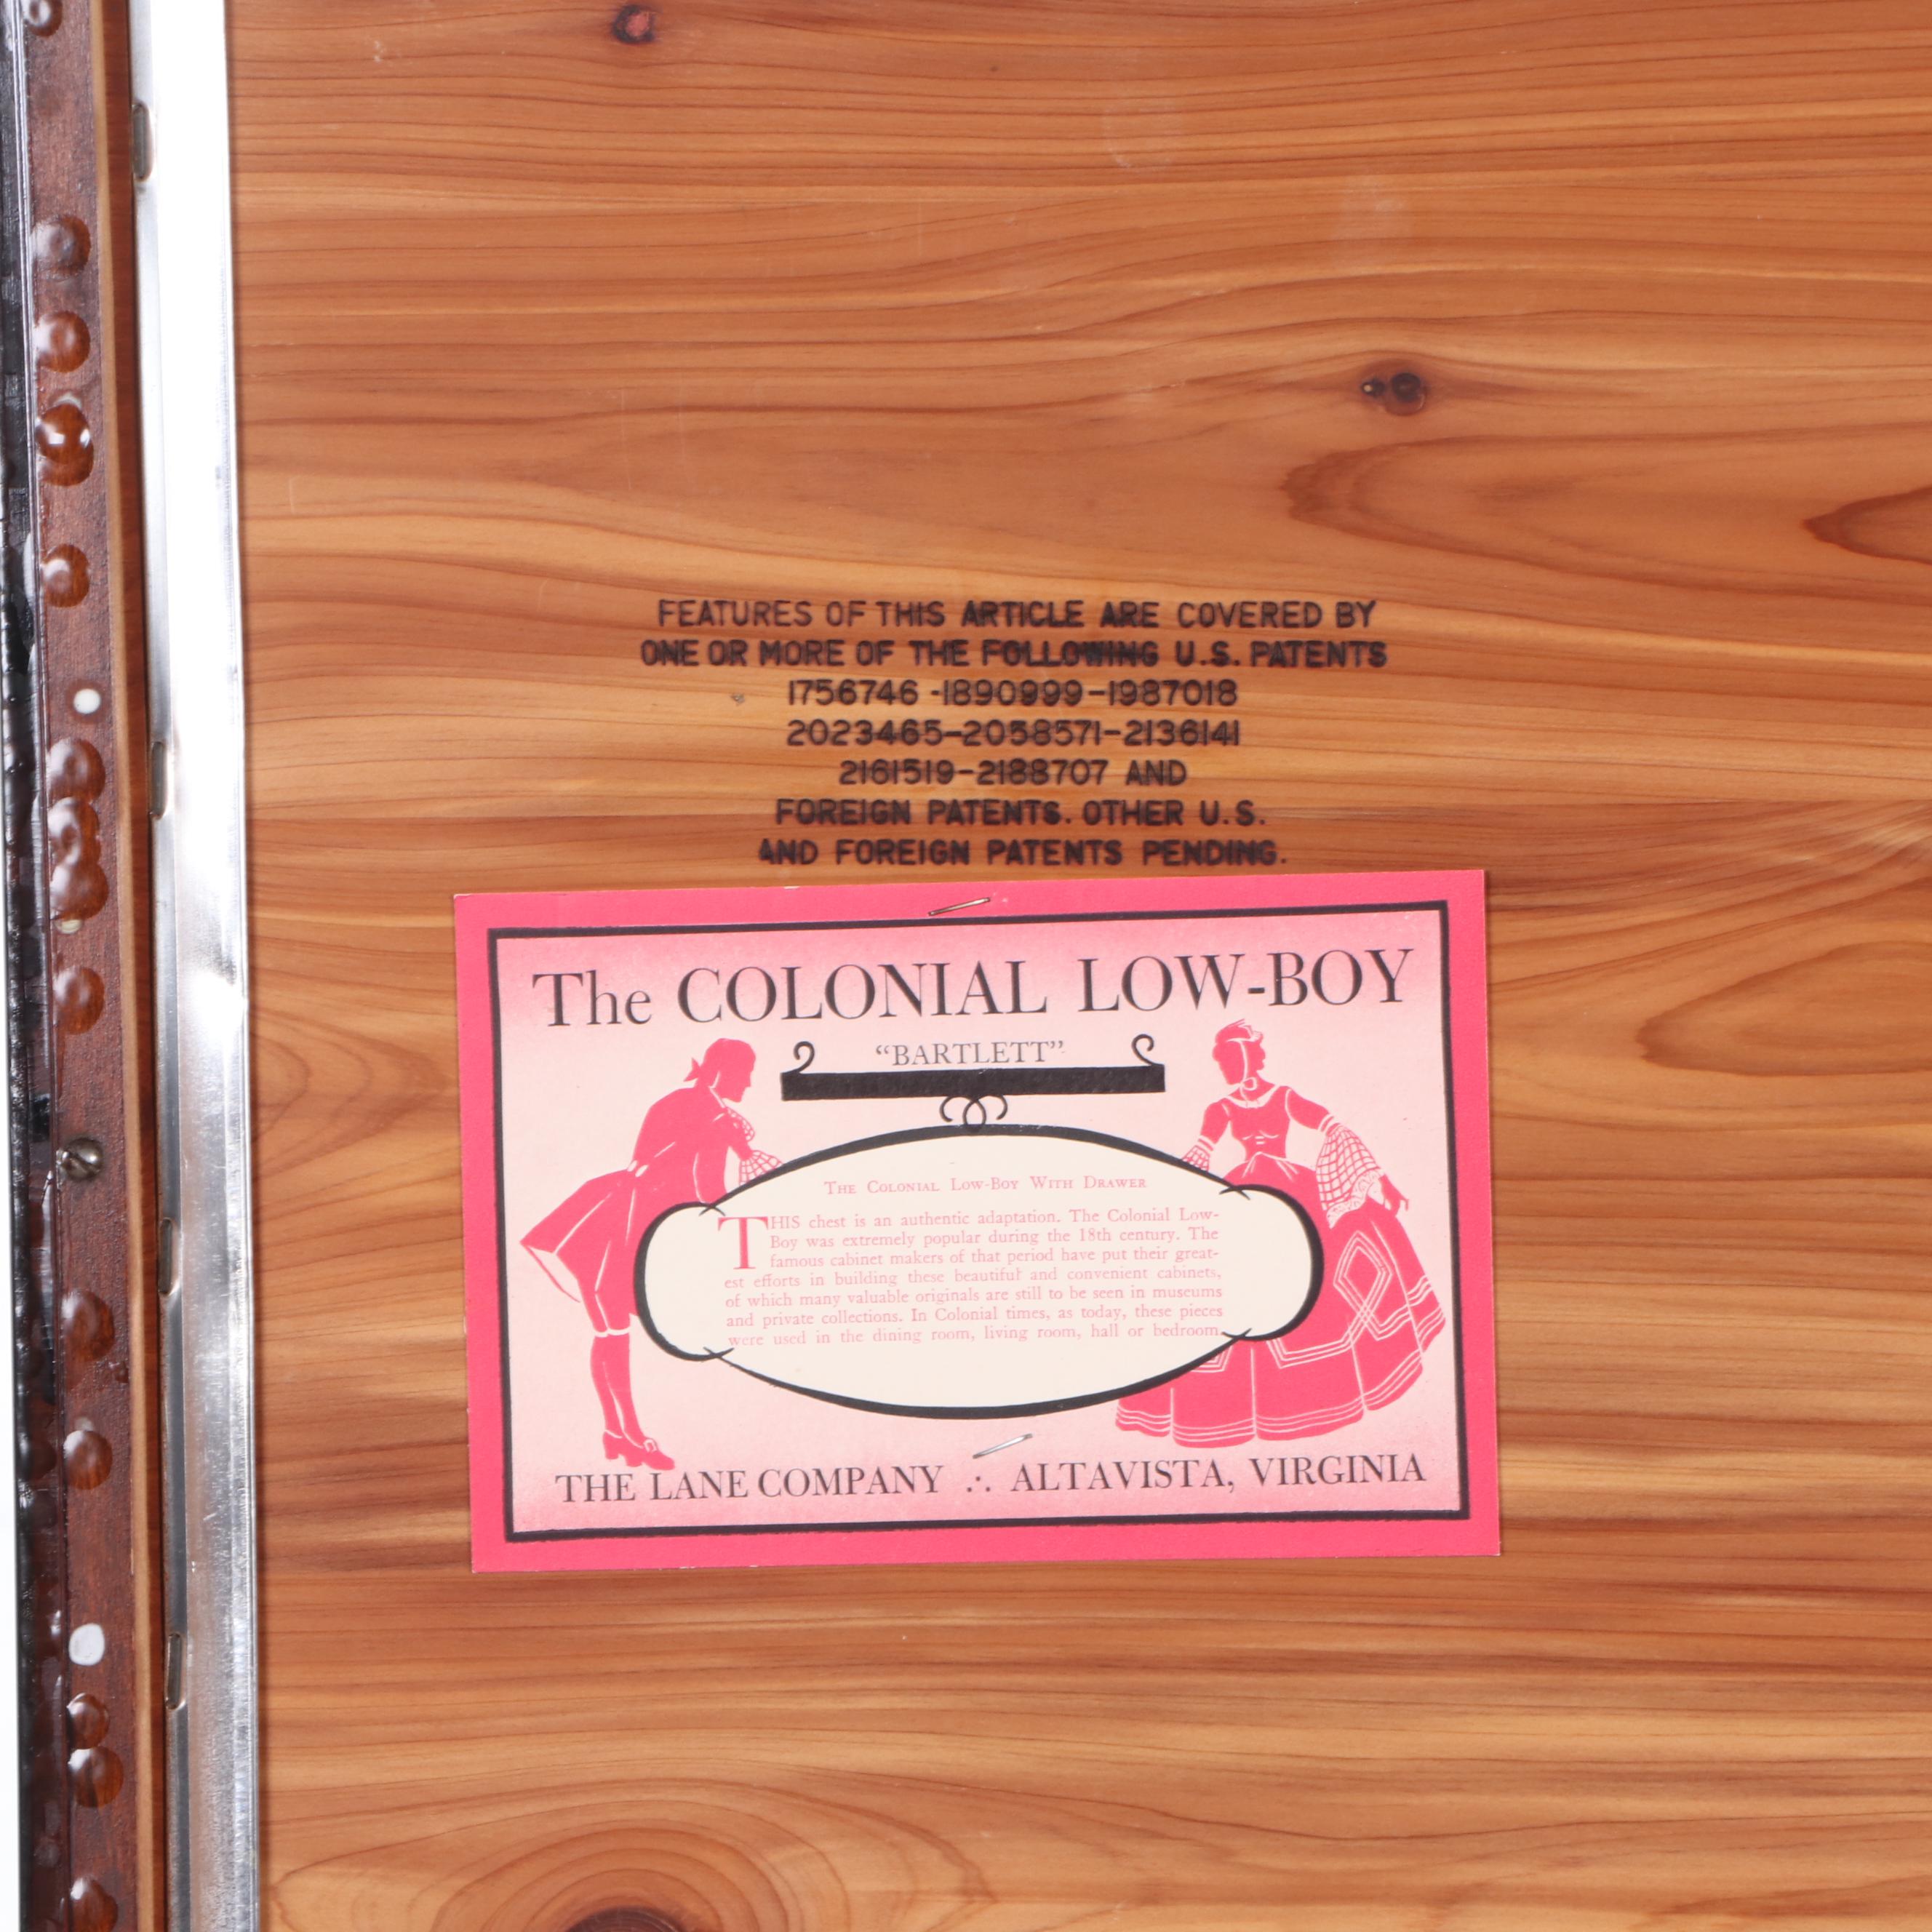 FEATURES OF THIS ARTICLE ARE COVERED BY
ONE OR MORE OF THE FOLLOWING U.S. PATENTS
1756746 -1890999-1987018
2023465-2058571-2136141
2161519-2188707 AND
FOREIGN PATENTS. OTHER U.S.
AND FOREIGN PATENTS PENDING.
The COLONIAL LOW-BOY
“BARTLETT”
THE COLONIAL LOW-BOY WITH DRAWER
THIS chest is an authentic adaptation. The Colonial Low-
Boy was extremely popular during the 18th century. The
famous cabinet makers of that period have put their great-
est efforts in building these beautiful and convenient cabinets,
of which many valuable originals are still to be seen in museums
and private collections. In Colonial times, as today, these pieces
were used in the dining room, living room, hall or bedroom.
THE LANE COMPANY ∴ ALTAVISTA, VIRGINIA